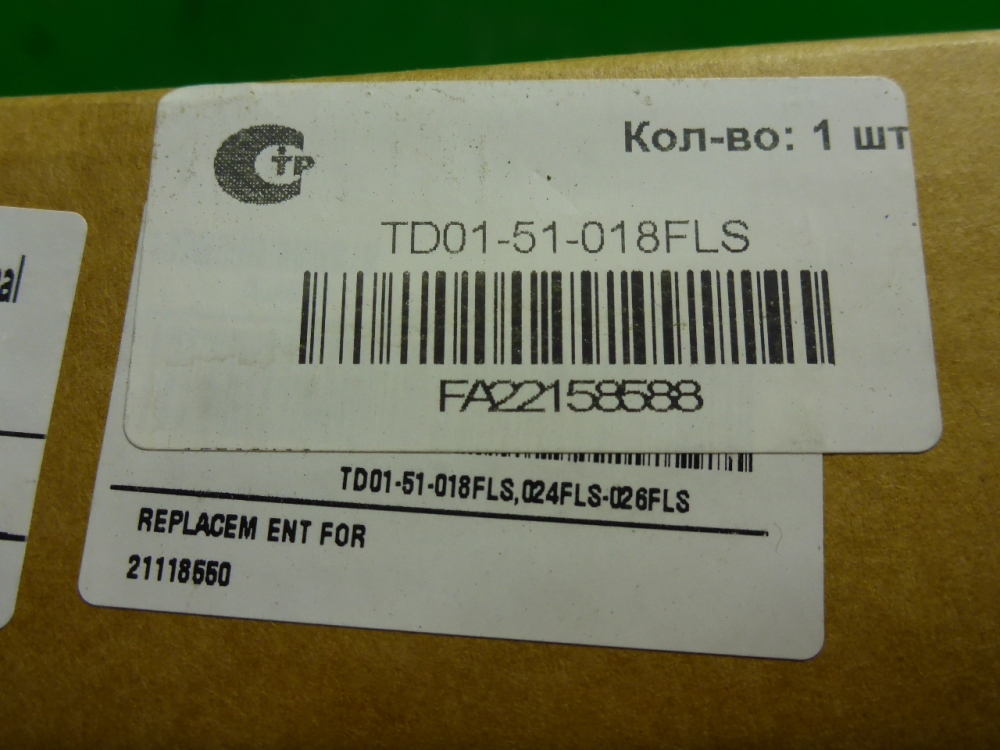 Кол-во: 1 шт
TD01-51-018FLS
FA22158588
TD01-51-018FLS,024FLS-026FLS
REPLACEM ENT FOR
21118550